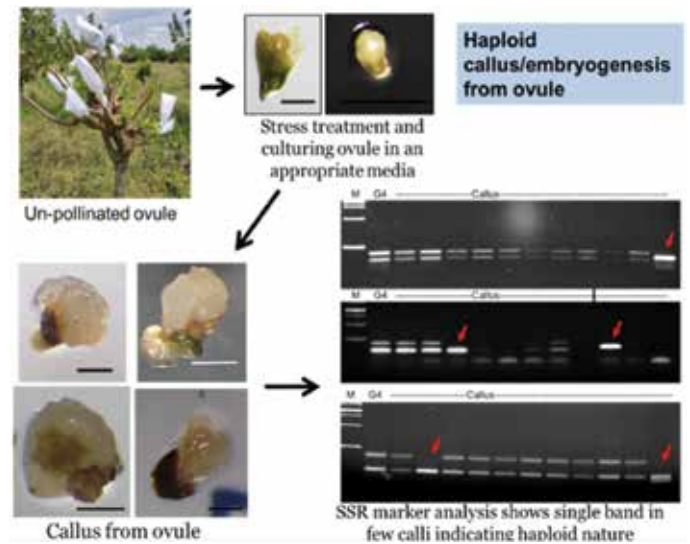 Haploid
callus/embryogenesis
from ovule
Stress treatment and
culturing ovule in an
appropriate media
Un-pollinated ovule
M G4 Callus
M G4 Callus
M G4 Callus
Callus from ovule
SSR marker analysis shows single band in
few calli indicating haploid nature